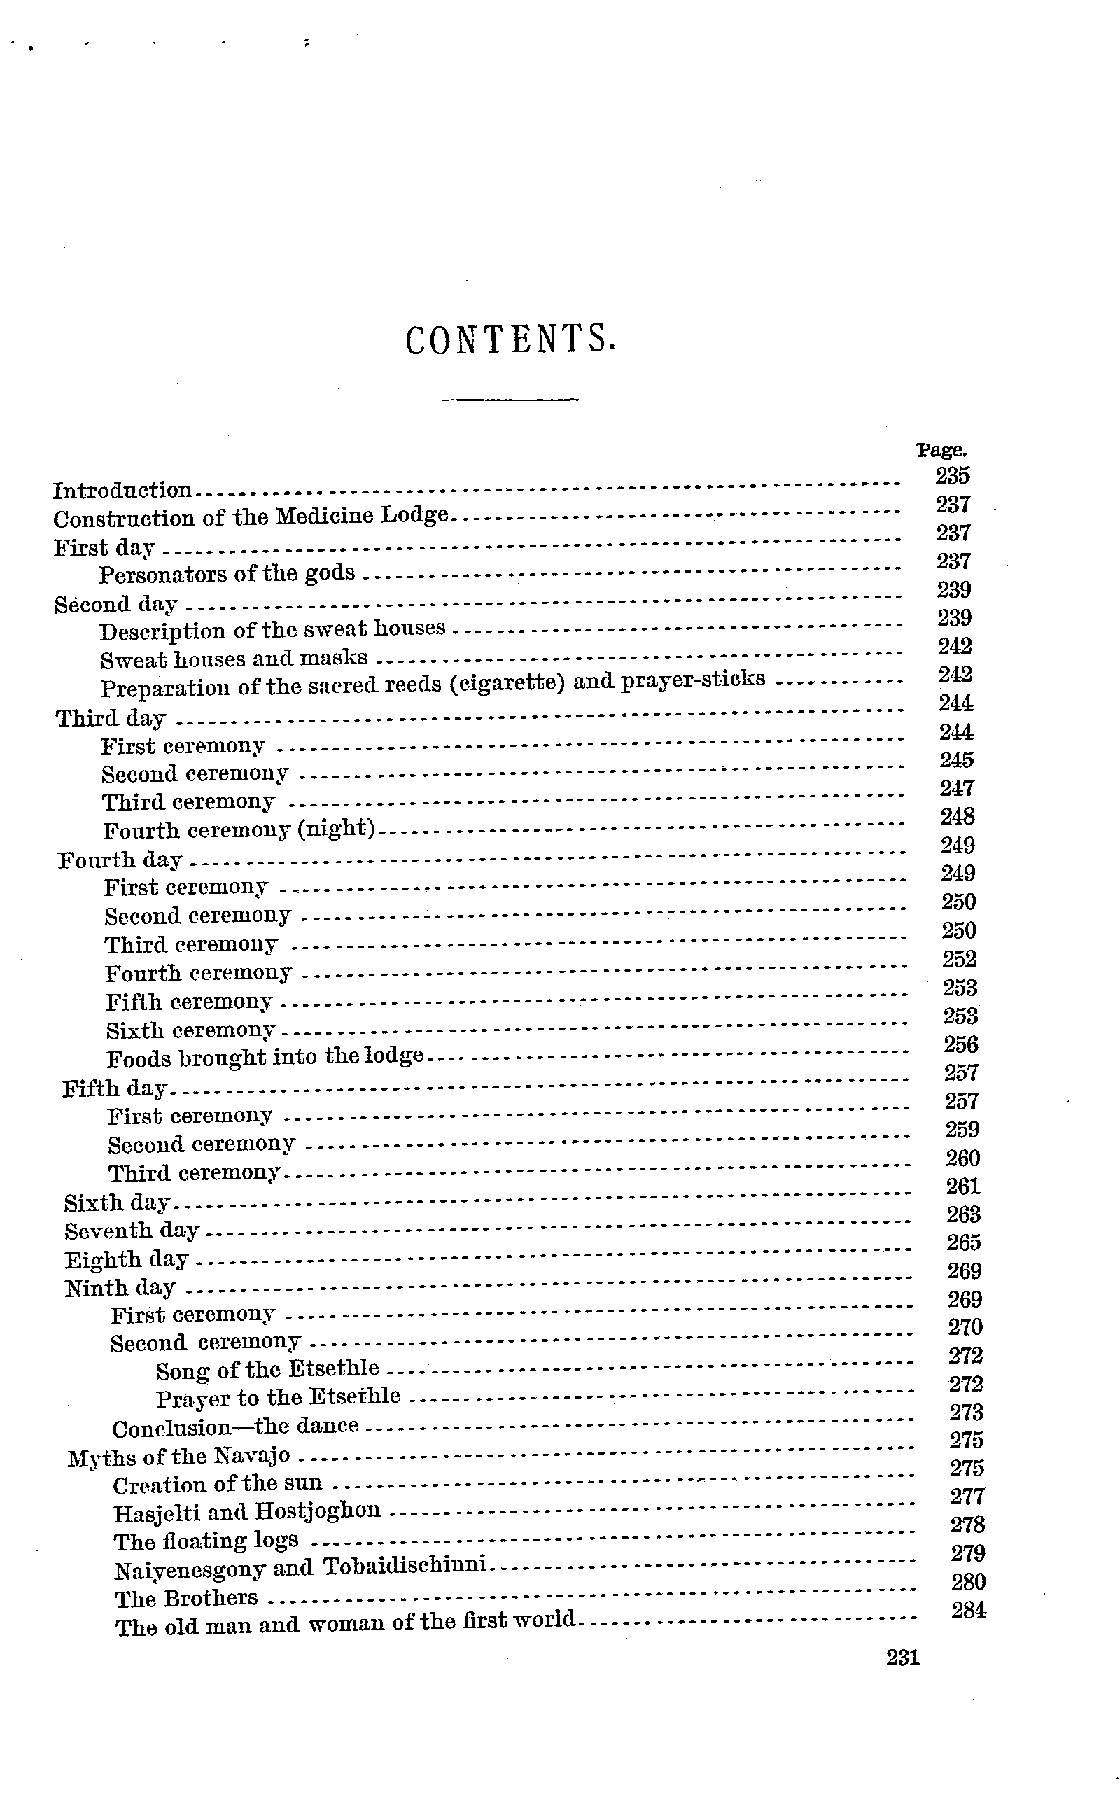 CONTENTS.
Page.
Introduction 235
Construction of the Medicine Lodge 237
First day 237
Personators of the gods 237
Second day 239
Description of the sweat houses 239
Sweat houses and masks 242
Preparation of the sacred reeds (cigarette) and prayer-sticks 242
Third day 244
First ceremony 244
Second ceremony 245
Third ceremony 247
Fourth ceremony (night) 248
Fourth day 249
First ceremony 249
Second ceremony 250
Third ceremony 250
Fourth ceremony 252
Fifth ceremony 253
Sixth ceremony 253
Foods brought into the lodge 256
Fifth day 257
First ceremony 257
Second ceremony 259
Third ceremony 260
Sixth day 261
Seventh day 263
Eighth day 265
Ninth day 269
First ceremony 269
Second ceremony 270
Song of the Etsethle 272
Prayer to the Etsethle 272
Conclusion—the dance 273
Myths of the Navajo 275
Creation of the sun 275
Hasjelti and Hostjoghon 277
The floating logs 278
Naiyenesgony and Tobaidischinni 279
The Brothers 280
The old man and woman of the first world 284
231